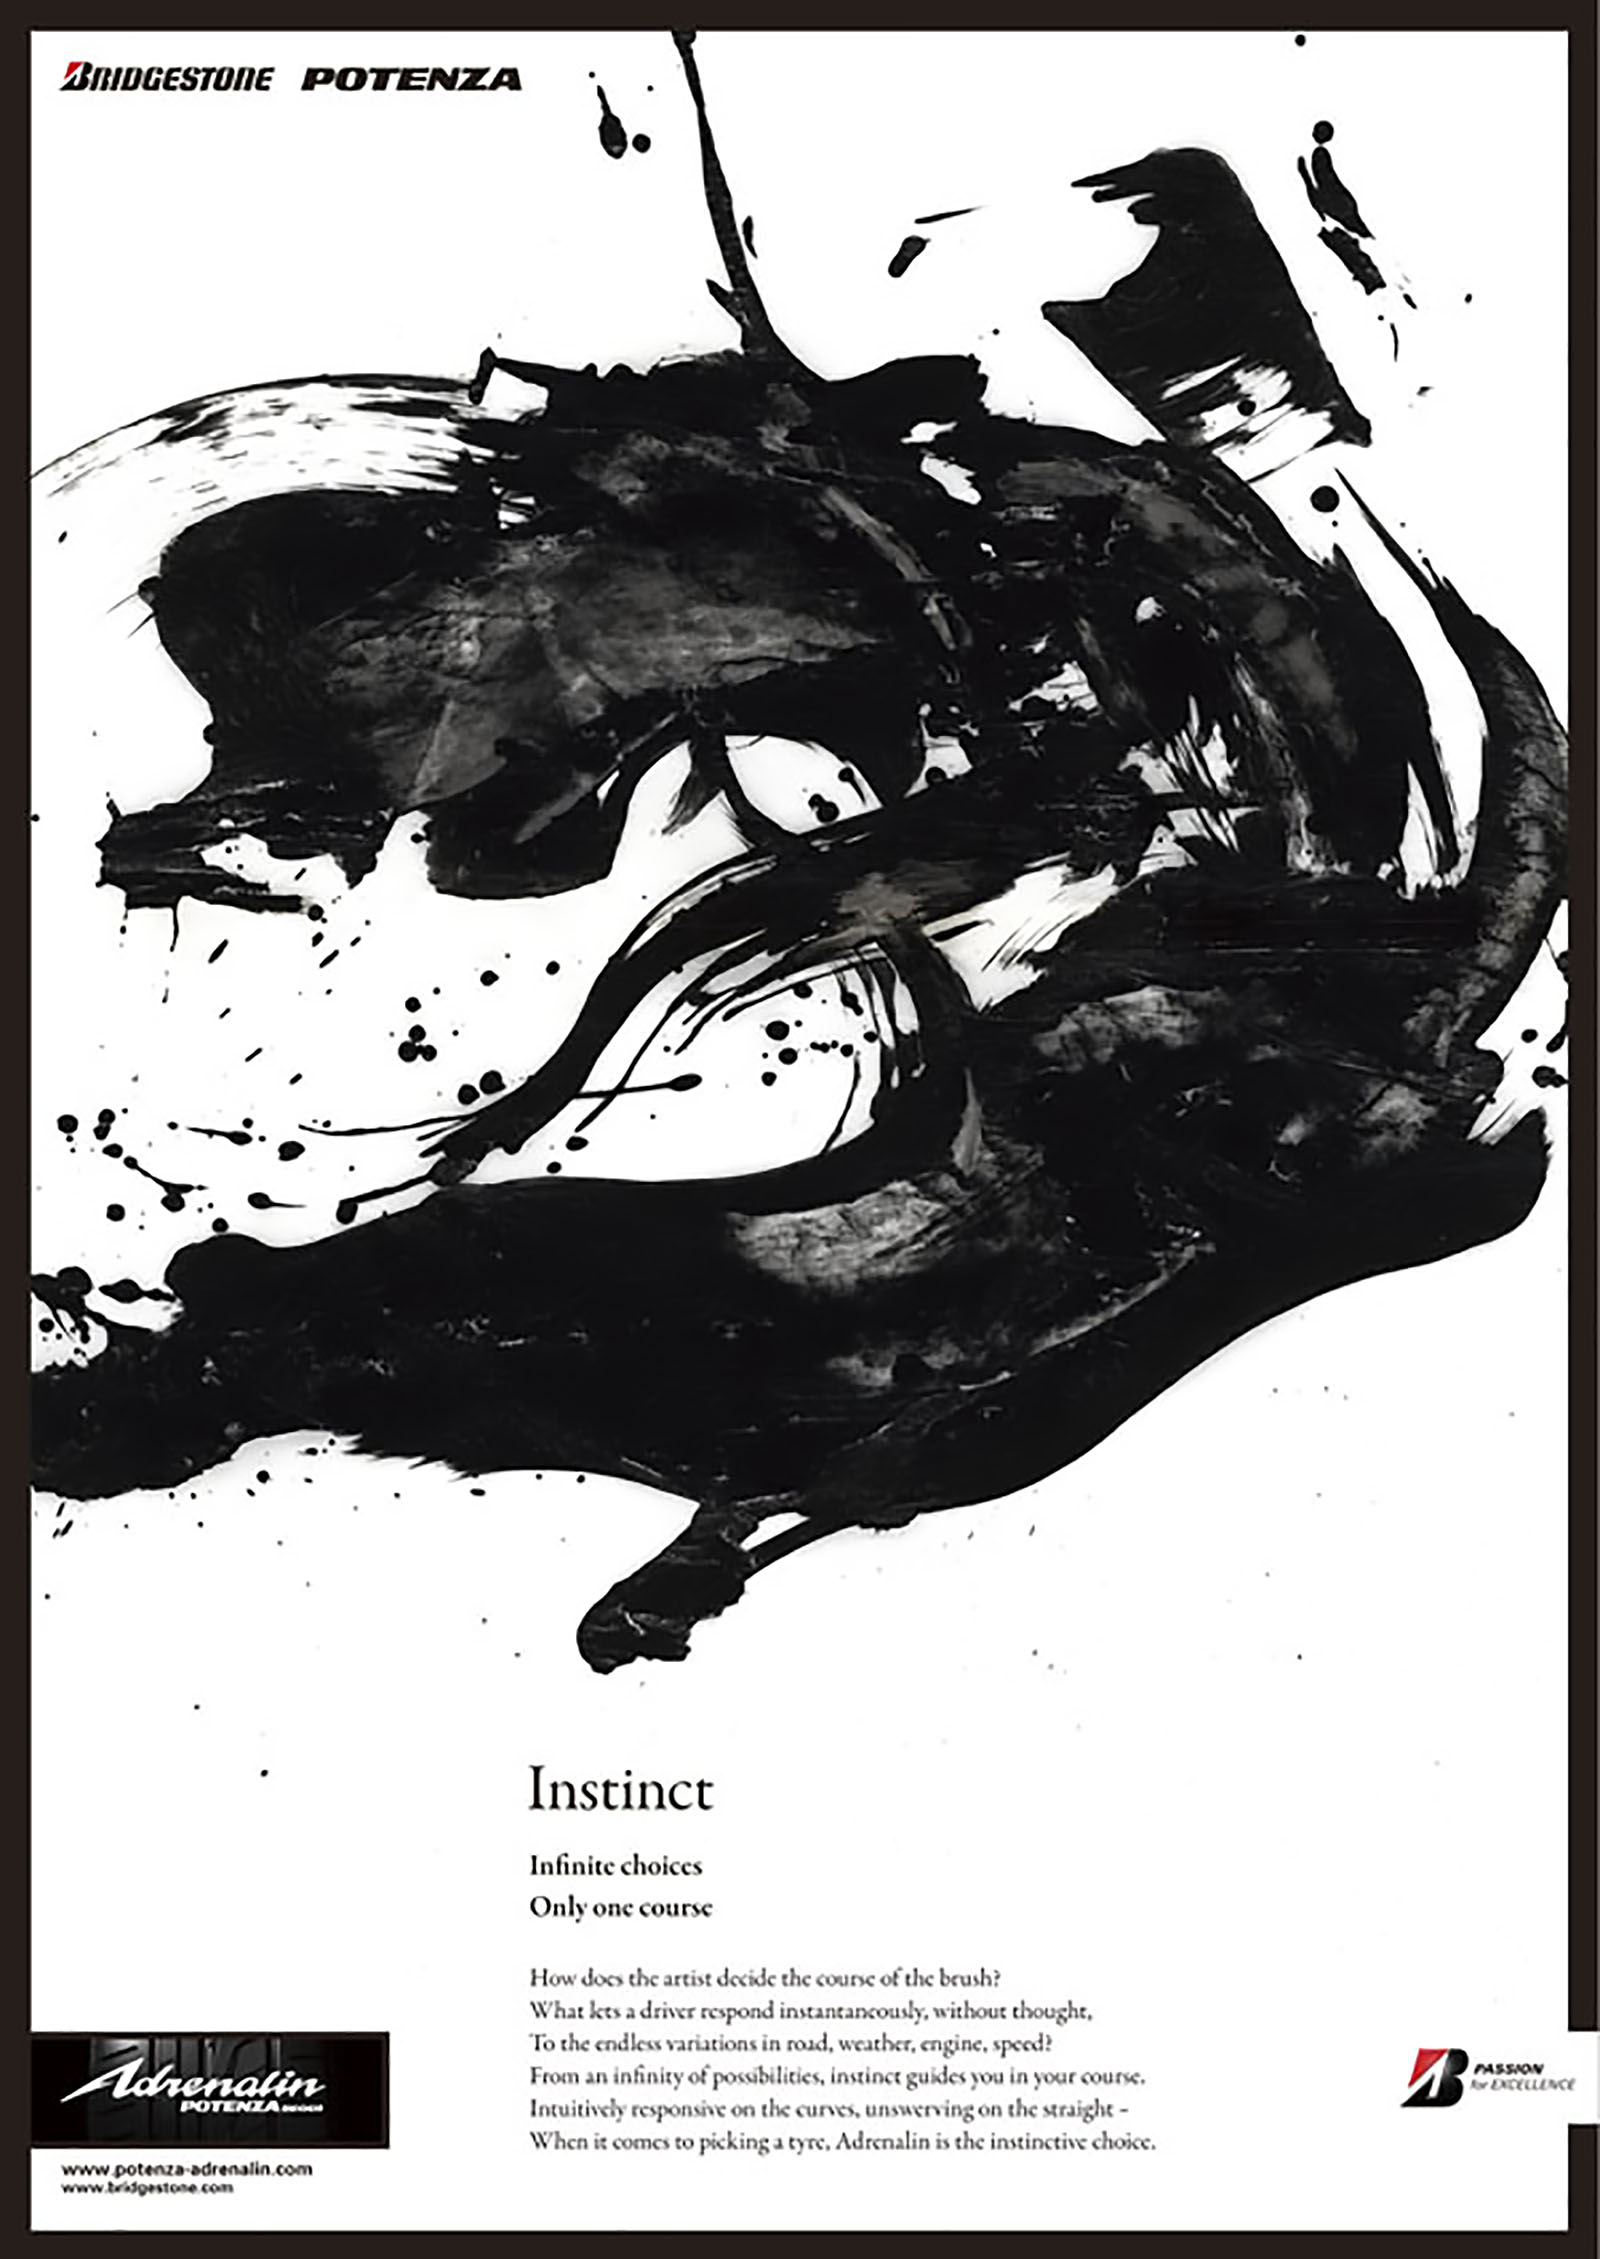 BRIDGESTONE POTENZA
Instinct
Infinite choices
Only one course
How does the artist decide the course of the brush?
What lets a driver respond instantaneously, without thought,
To the endless variations in road, weather, engine, speed?
From an infinity of possibilities, instinct guides you in your course.
Intuitively responsive on the curves, unswerving on the straight –
When it comes to picking a tyre, Adrenalin is the instinctive choice.
Adrenalin
POTENZA
www.potenza-adrenalin.com
www.bridgestone.com
B PASSION
for EXCELLENCE